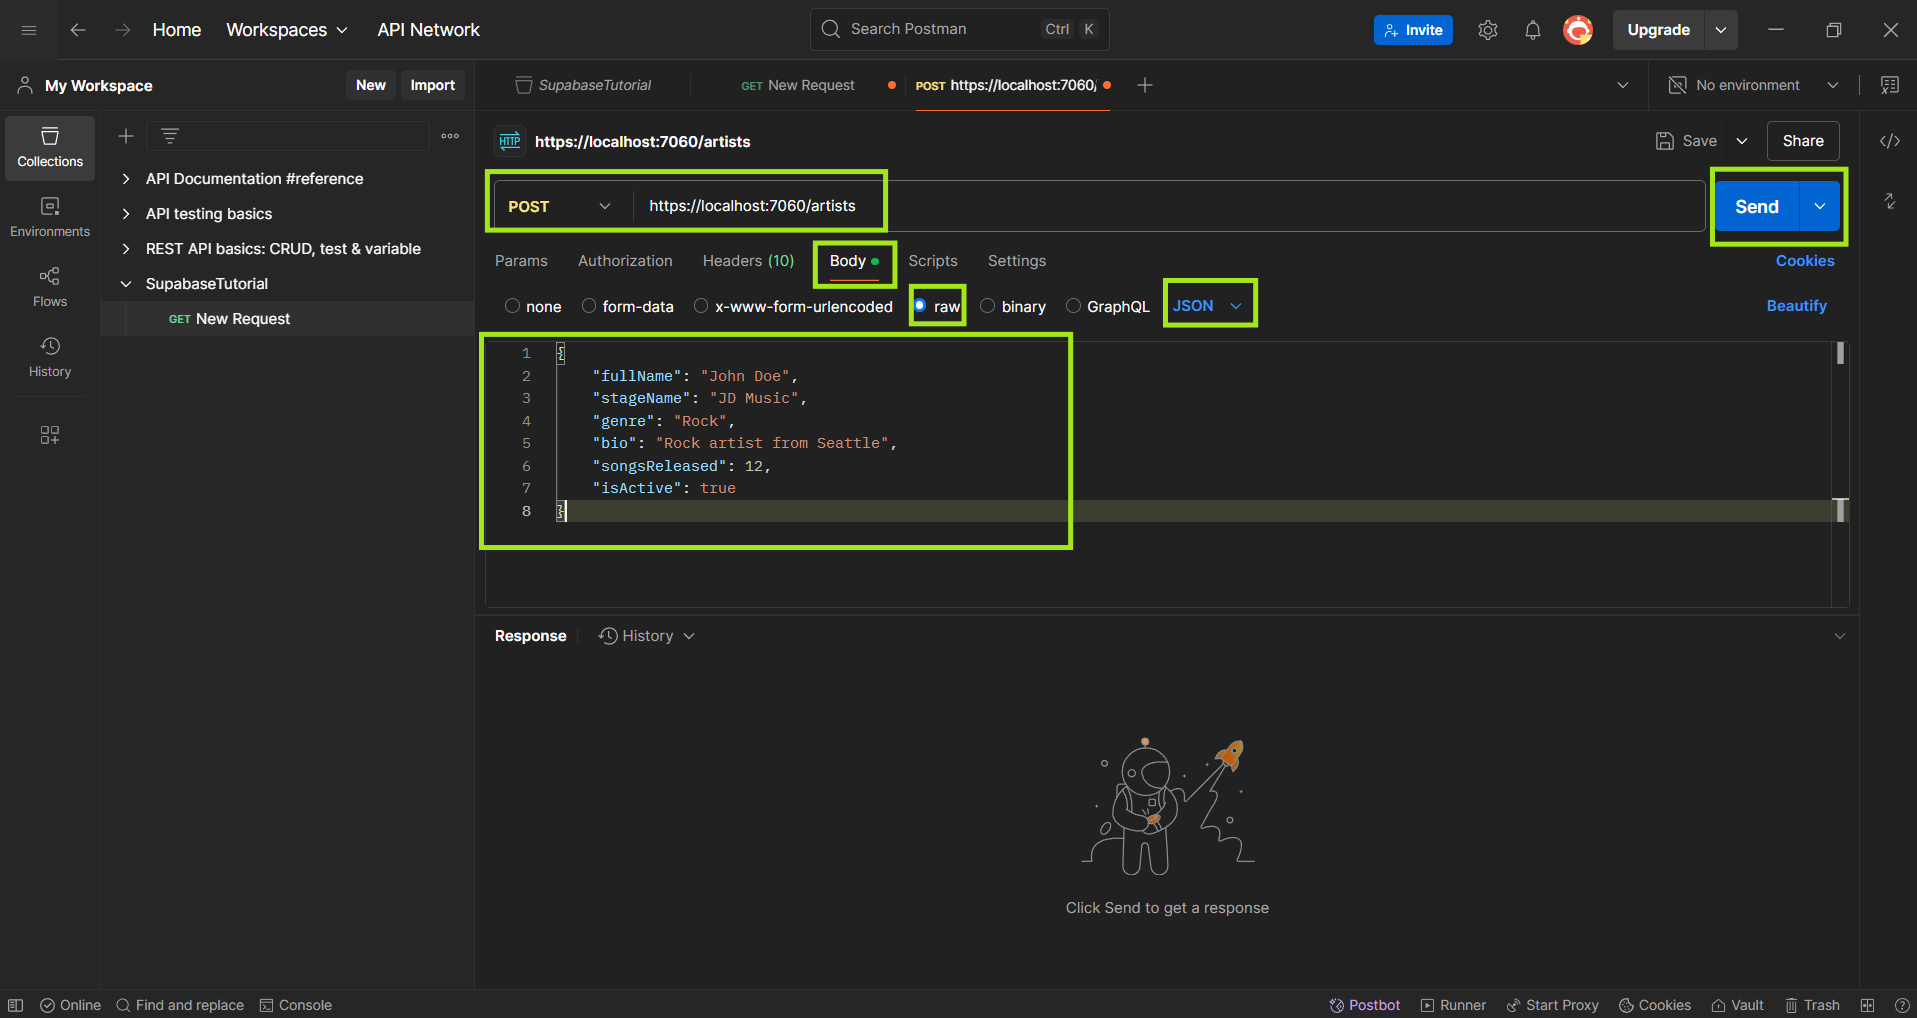 Home Workspaces API Network Search Postman Ctrl K Invite Upgrade
My Workspace New Import SupabaseTutorial GET New Request POST https://localhost:7060/ No environment
HTTP https://localhost:7060/artists Save Share
Collections
Environments
Flows
History
API Documentation #reference
API testing basics
REST API basics: CRUD, test & variable
SupabaseTutorial
GET New Request
POST https://localhost:7060/artists Send
Params Authorization Headers (10) Body Scripts Settings Cookies
none form-data x-www-form-urlencoded raw binary GraphQL JSON Beautify
1 {
2 "fullName": "John Doe",
3 "stageName": "JD Music",
4 "genre": "Rock",
5 "bio": "Rock artist from Seattle",
6 "songsReleased": 12,
7 "isActive": true
8 }
Response History
Click Send to get a response
Online Find and replace Console Postbot Runner Start Proxy Cookies Vault Trash